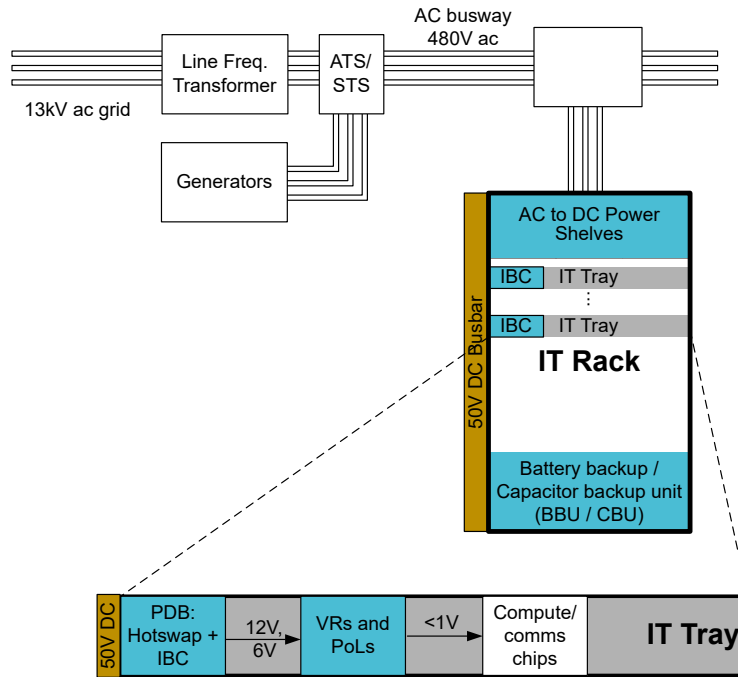 AC busway
480V ac
Line Freq.
Transformer
ATS/
STS
13kV ac grid
Generators
AC to DC Power
Shelves
IBC
IT Tray
⋮
IBC
IT Tray
IT Rack
50V DC Busbar
Battery backup /
Capacitor backup unit
(BBU / CBU)
50V DC
PDB:
Hotswap +
IBC
12V,
6V
VRs and
PoLs
<1V
Compute/
comms
chips
IT Tray